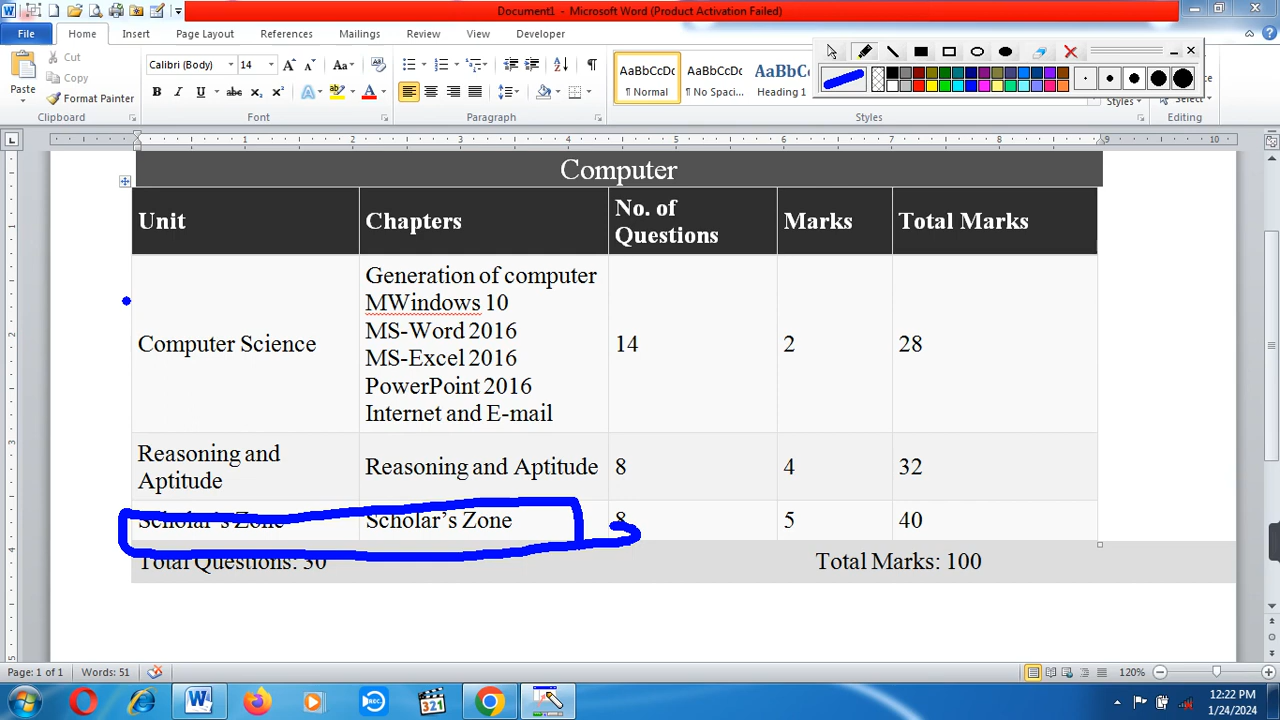 Document1 - Microsoft Word (Product Activation Failed)
File Home Insert Page Layout References Mailings Review View Developer
Paste
Cut
Copy
Format Painter
Clipboard
Calibri (Body) 14
Font
Paragraph
AaBbCcDc
¶ Normal
AaBbCcDc
¶ No Spaci...
AaBbCc
Heading 1
Styles
Styles
Select
Editing
Computer
Unit Chapters No. of Questions Marks Total Marks
Computer Science
Generation of computer
MWindows 10
MS-Word 2016
MS-Excel 2016
PowerPoint 2016
Internet and E-mail
14 2 28
Reasoning and
Aptitude
Reasoning and Aptitude 8 4 32
Scholar's Zone Scholar’s Zone 8 5 40
Total Questions: 30 Total Marks: 100
Page: 1 of 1 Words: 51 120%
12:22 PM
1/24/2024